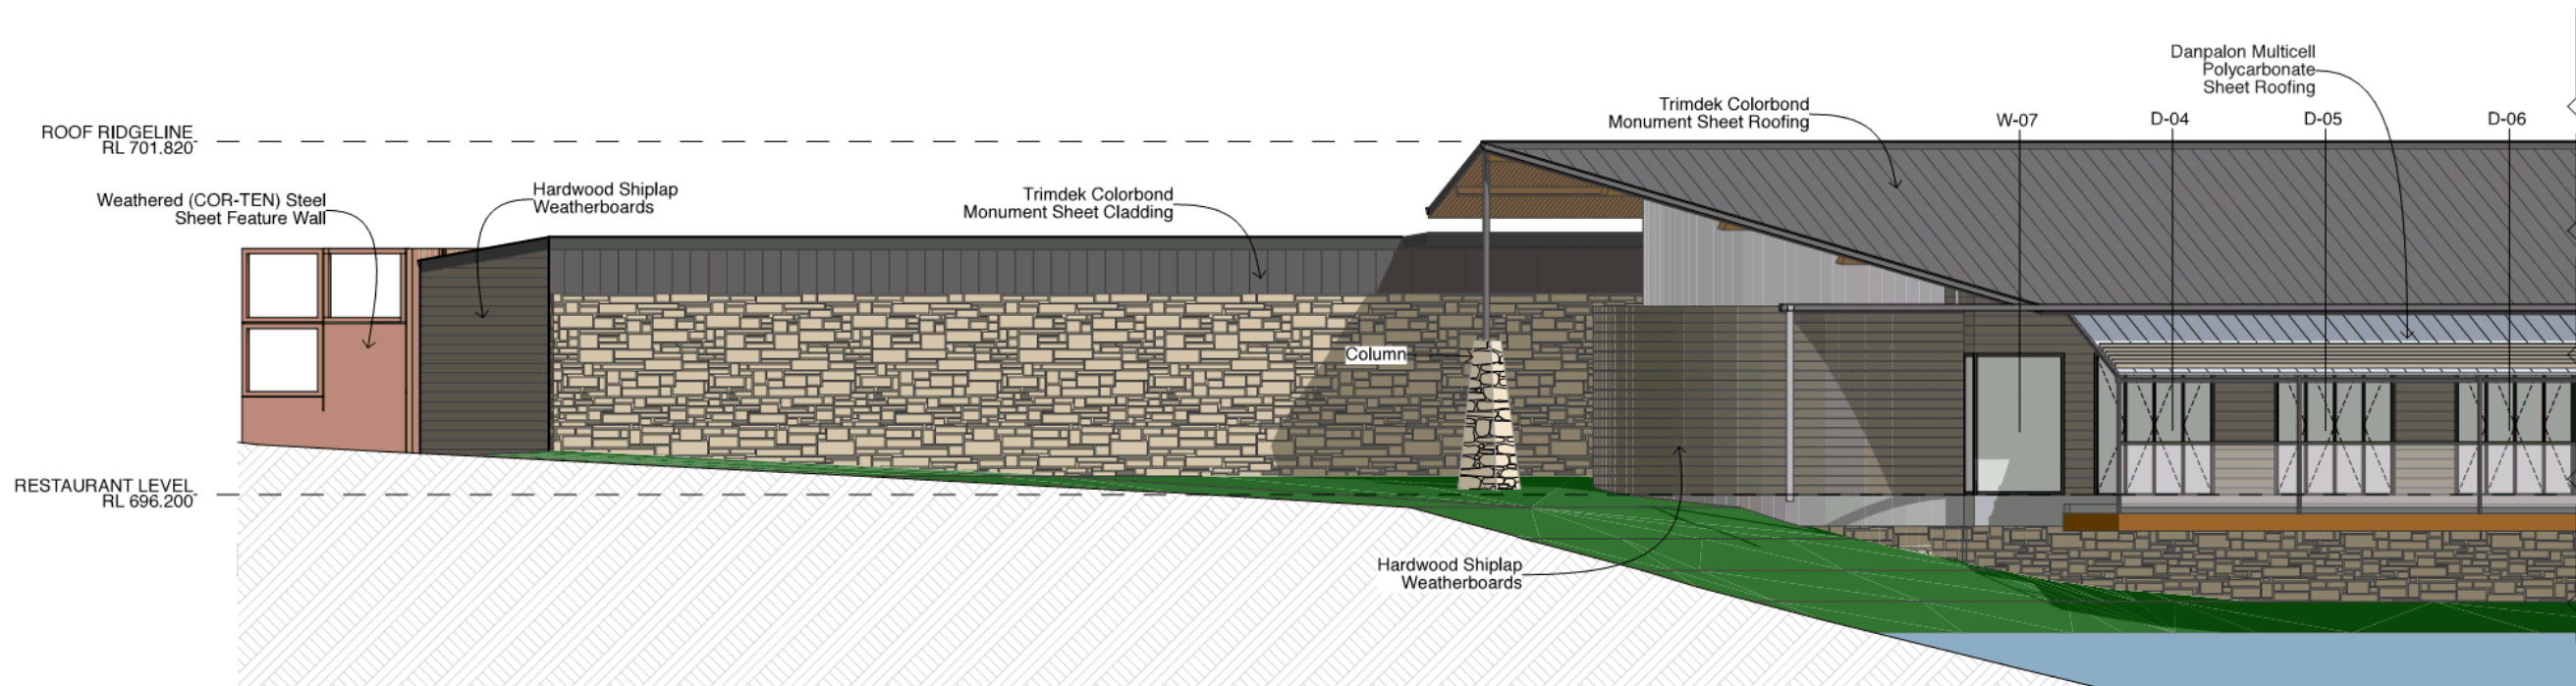 Danpalon Multicell
Polycarbonate
Sheet Roofing
Trimdek Colorbond
Monument Sheet Roofing
W-07
D-04
D-05
D-06
ROOF RIDGELINE
RL 701.820
Weathered (COR-TEN) Steel
Sheet Feature Wall
Hardwood Shiplap
Weatherboards
Trimdek Colorbond
Monument Sheet Cladding
Column
RESTAURANT LEVEL
RL 696.200
Hardwood Shiplap
Weatherboards